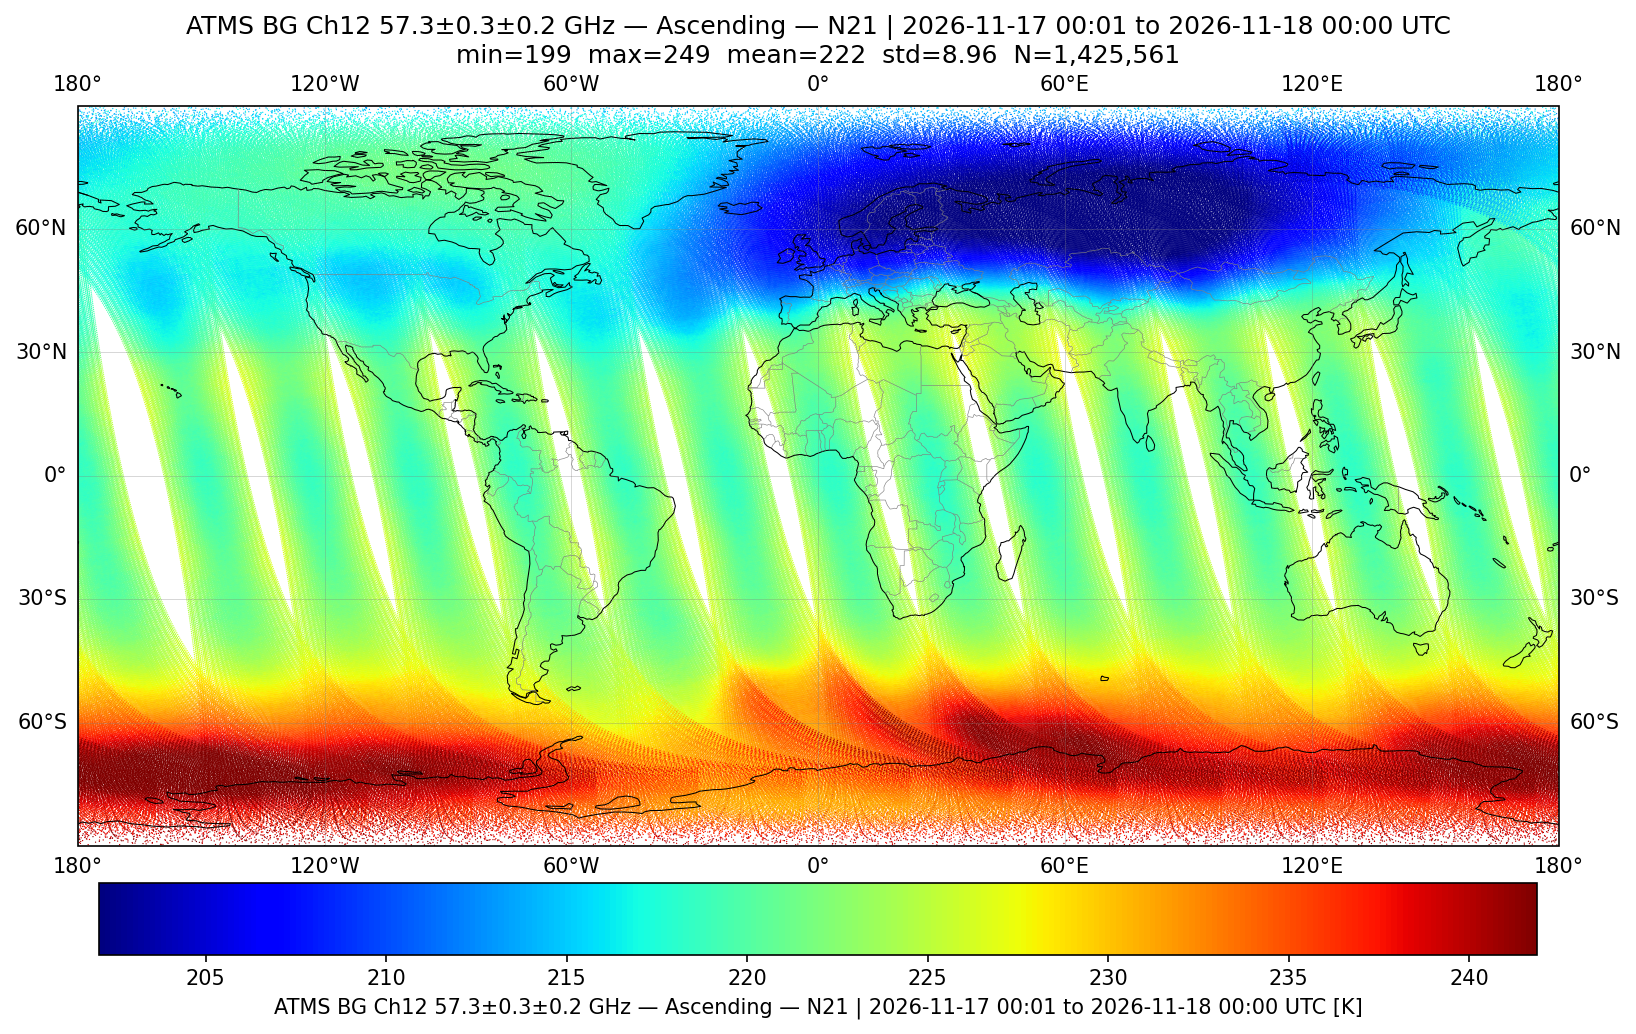 ATMS BG Ch12 57.3±0.3±0.2 GHz — Ascending — N21 | 2026-11-17 00:01 to 2026-11-18 00:00 UTC
min=199  max=249  mean=222  std=8.96  N=1,425,561
180° 120°W 60°W 0° 60°E 120°E 180°
60°N 60°N
30°N 30°N
0° 0°
30°S 30°S
60°S 60°S
180° 120°W 60°W 0° 60°E 120°E 180°
205 210 215 220 225 230 235 240
ATMS BG Ch12 57.3±0.3±0.2 GHz — Ascending — N21 | 2026-11-17 00:01 to 2026-11-18 00:00 UTC [K]